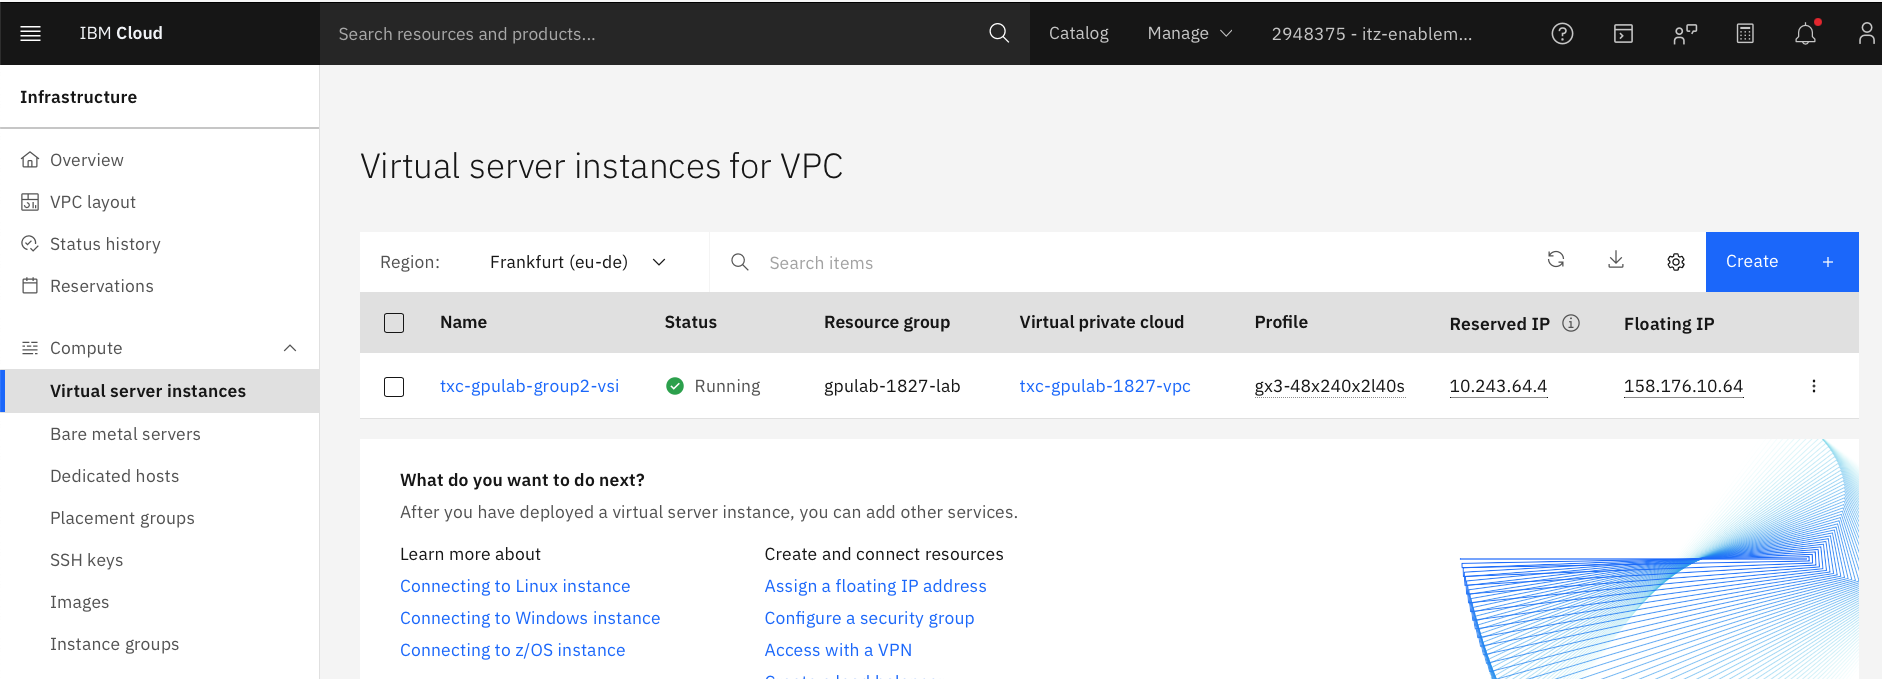 IBM Cloud
Search resources and products...
Catalog
Manage
2948375 - itz-enablem...
Infrastructure
Overview
VPC layout
Status history
Reservations
Compute
Virtual server instances
Bare metal servers
Dedicated hosts
Placement groups
SSH keys
Images
Instance groups
Virtual server instances for VPC
Region: Frankfurt (eu-de)
Search items
Create +
Name Status Resource group Virtual private cloud Profile Reserved IP Floating IP
txc-gpulab-group2-vsi Running gpulab-1827-lab txc-gpulab-1827-vpc gx3-48x240x2l40s 10.243.64.4 158.176.10.64
What do you want to do next?
After you have deployed a virtual server instance, you can add other services.
Learn more about
Connecting to Linux instance
Connecting to Windows instance
Connecting to z/OS instance
Create and connect resources
Assign a floating IP address
Configure a security group
Access with a VPN